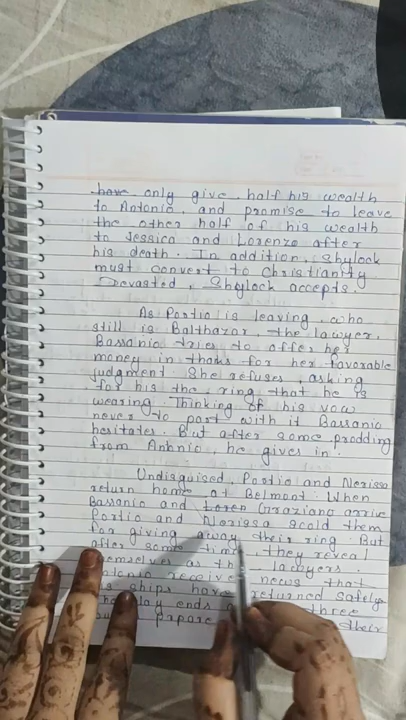 have only give half his wealth
to Antonio, and promise to leave
the other half of his wealth
to Jessica and Lorenzo after
his death. In addition, Shylock
must convert to Christianity
Devasted, Shylock accepts.
As Portia is leaving, who
still is Balthazar, the lawyer,
Bassanio tries to offer her
money in thanks for her favorable
judgment. She refuses, asking
for his the ring that he is
wearing. Thinking of his vow
never to part with it Bassanio
hesitates. But after some prodding
from Antnio, he gives in.
Undisguised, Portia and Nerissa
return home at Belmont. When
Bassanio and Loren Graziano arrive
Portia and Nerissa scold them
for giving away their ring. But
after some they reveal
as lawyers.
receive news that
ships have returned safely
ends three
their